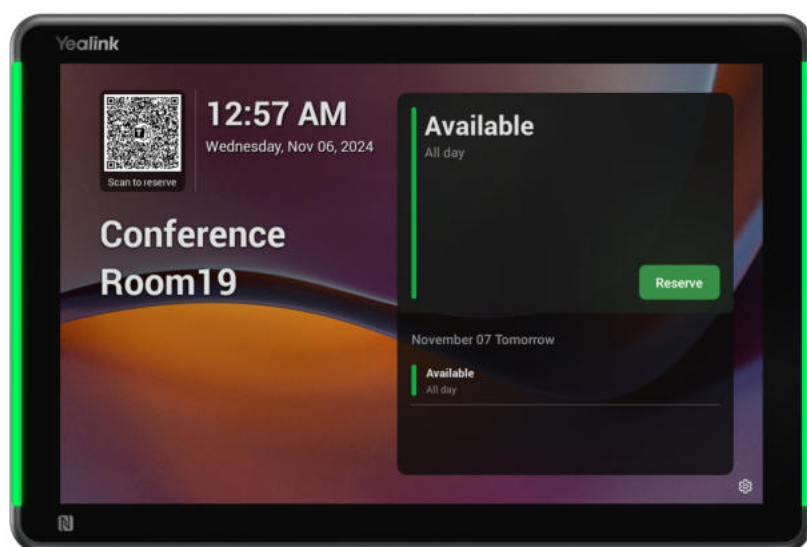 Yealink
12:57 AM
Wednesday, Nov 06, 2024
Scan to reserve
Conference
Room19
Available
All day
Reserve
November 07 Tomorrow
Available
All day